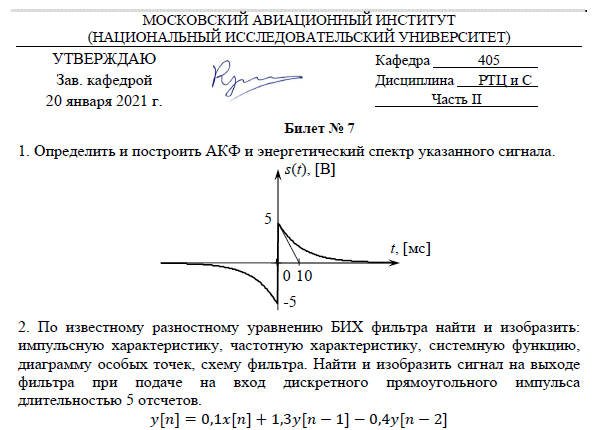 МОСКОВСКИЙ АВИАЦИОННЫЙ ИНСТИТУТ
(НАЦИОНАЛЬНЫЙ ИССЛЕДОВАТЕЛЬСКИЙ УНИВЕРСИТЕТ)
УТВЕРЖДАЮ
Зав. кафедрой
20 января 2021 г.
Кафедра 405
Дисциплина РТЦ и С
Часть II
Билет № 7
1. Определить и построить АКФ и энергетический спектр указанного сигнала.
s(t), [В]
5
t, [мс]
0 10
-5
2. По известному разностному уравнению БИХ фильтра найти и изобразить:
импульсную характеристику, частотную характеристику, системную функцию,
диаграмму особых точек, схему фильтра. Найти и изобразить сигнал на выходе
фильтра при подаче на вход дискретного прямоугольного импульса
длительностью 5 отсчетов.
y[n] = 0,1x[n] + 1,3y[n − 1] − 0,4y[n − 2]